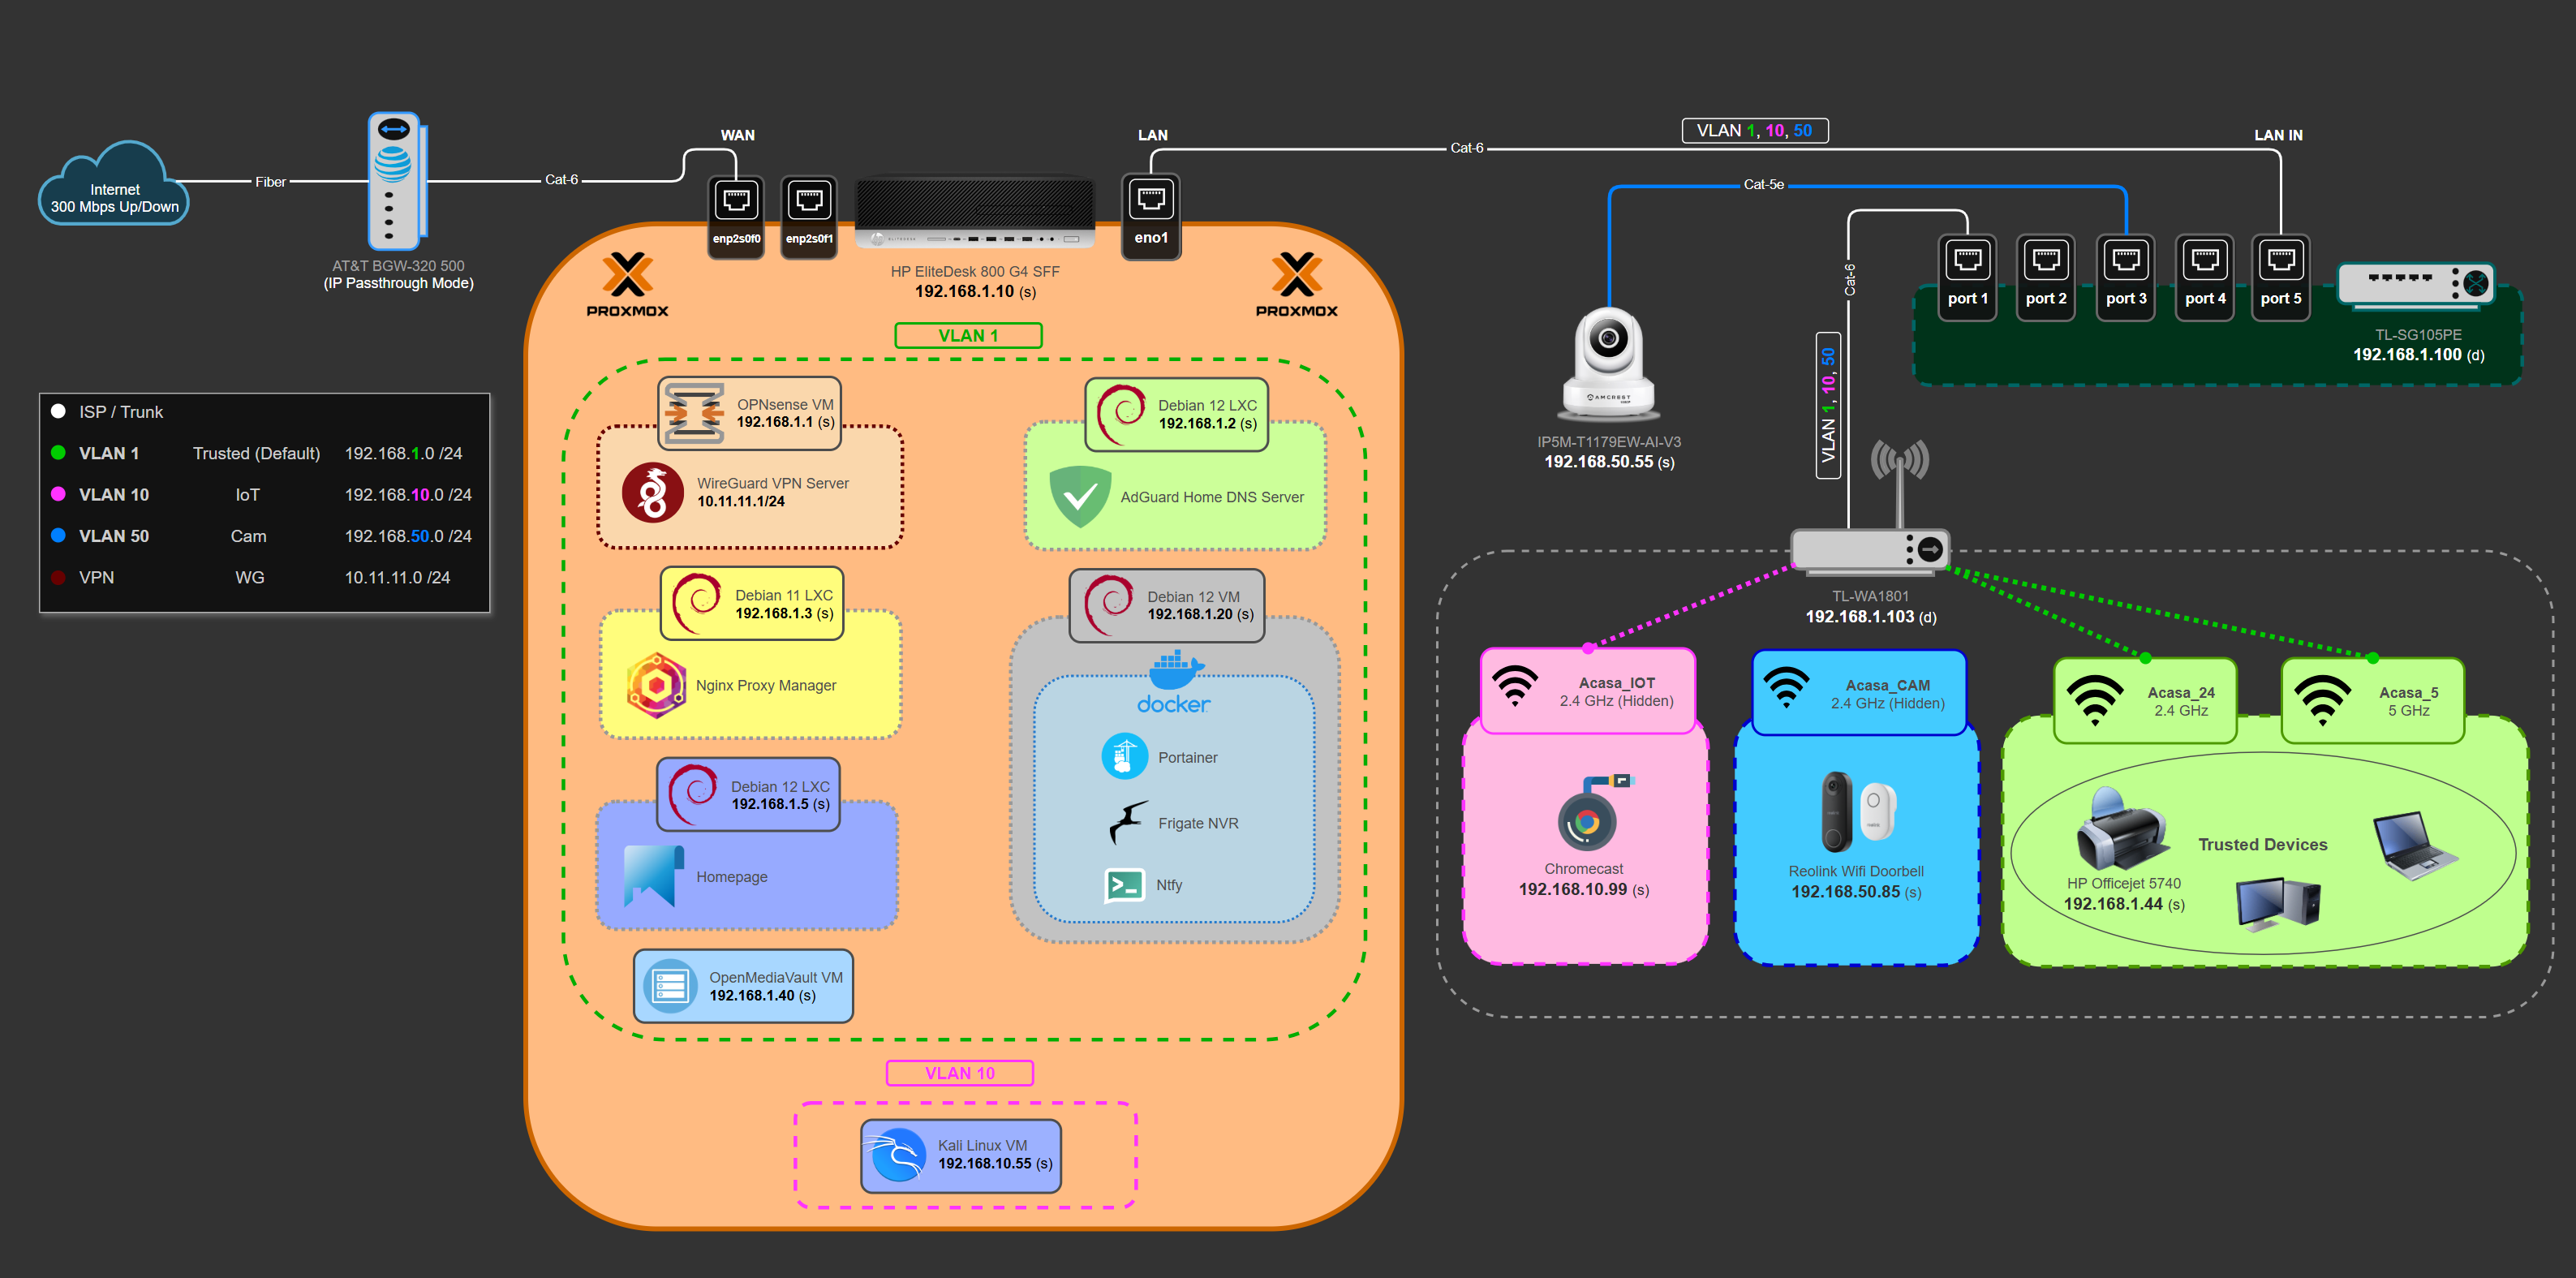 Internet
300 Mbps Up/Down
Fiber
AT&T BGW-320 500
(IP Passthrough Mode)
Cat-6
WAN
enp2s0f0
enp2s0f1
HP EliteDesk 800 G4 SFF
192.168.1.10 (s)
LAN
eno1
PROXMOX
PROXMOX
Cat-6
VLAN 1, 10, 50
LAN IN
Cat-5e
Cat-6
VLAN 1, 10, 50
port 1
port 2
port 3
port 4
port 5
TL-SG105PE
192.168.1.100 (d)
AMCREST
IP5M-T1179EW-AI-V3
192.168.50.55 (s)
ISP / Trunk
VLAN 1 Trusted (Default) 192.168.1.0 /24
VLAN 10 IoT 192.168.10.0 /24
VLAN 50 Cam 192.168.50.0 /24
VPN WG 10.11.11.0 /24
VLAN 1
OPNsense VM
192.168.1.1 (s)
WireGuard VPN Server
10.11.11.1/24
Debian 12 LXC
192.168.1.2 (s)
AdGuard Home DNS Server
Debian 11 LXC
192.168.1.3 (s)
Nginx Proxy Manager
Debian 12 VM
192.168.1.20 (s)
docker
Portainer
Frigate NVR
Ntfy
Debian 12 LXC
192.168.1.5 (s)
Homepage
OpenMediaVault VM
192.168.1.40 (s)
VLAN 10
Kali Linux VM
192.168.10.55 (s)
TL-WA1801
192.168.1.103 (d)
Acasa_IOT
2.4 GHz (Hidden)
Chromecast
192.168.10.99 (s)
Acasa_CAM
2.4 GHz (Hidden)
Reolink Wifi Doorbell
192.168.50.85 (s)
Acasa_24
2.4 GHz
Acasa_5
5 GHz
Trusted Devices
HP Officejet 5740
192.168.1.44 (s)